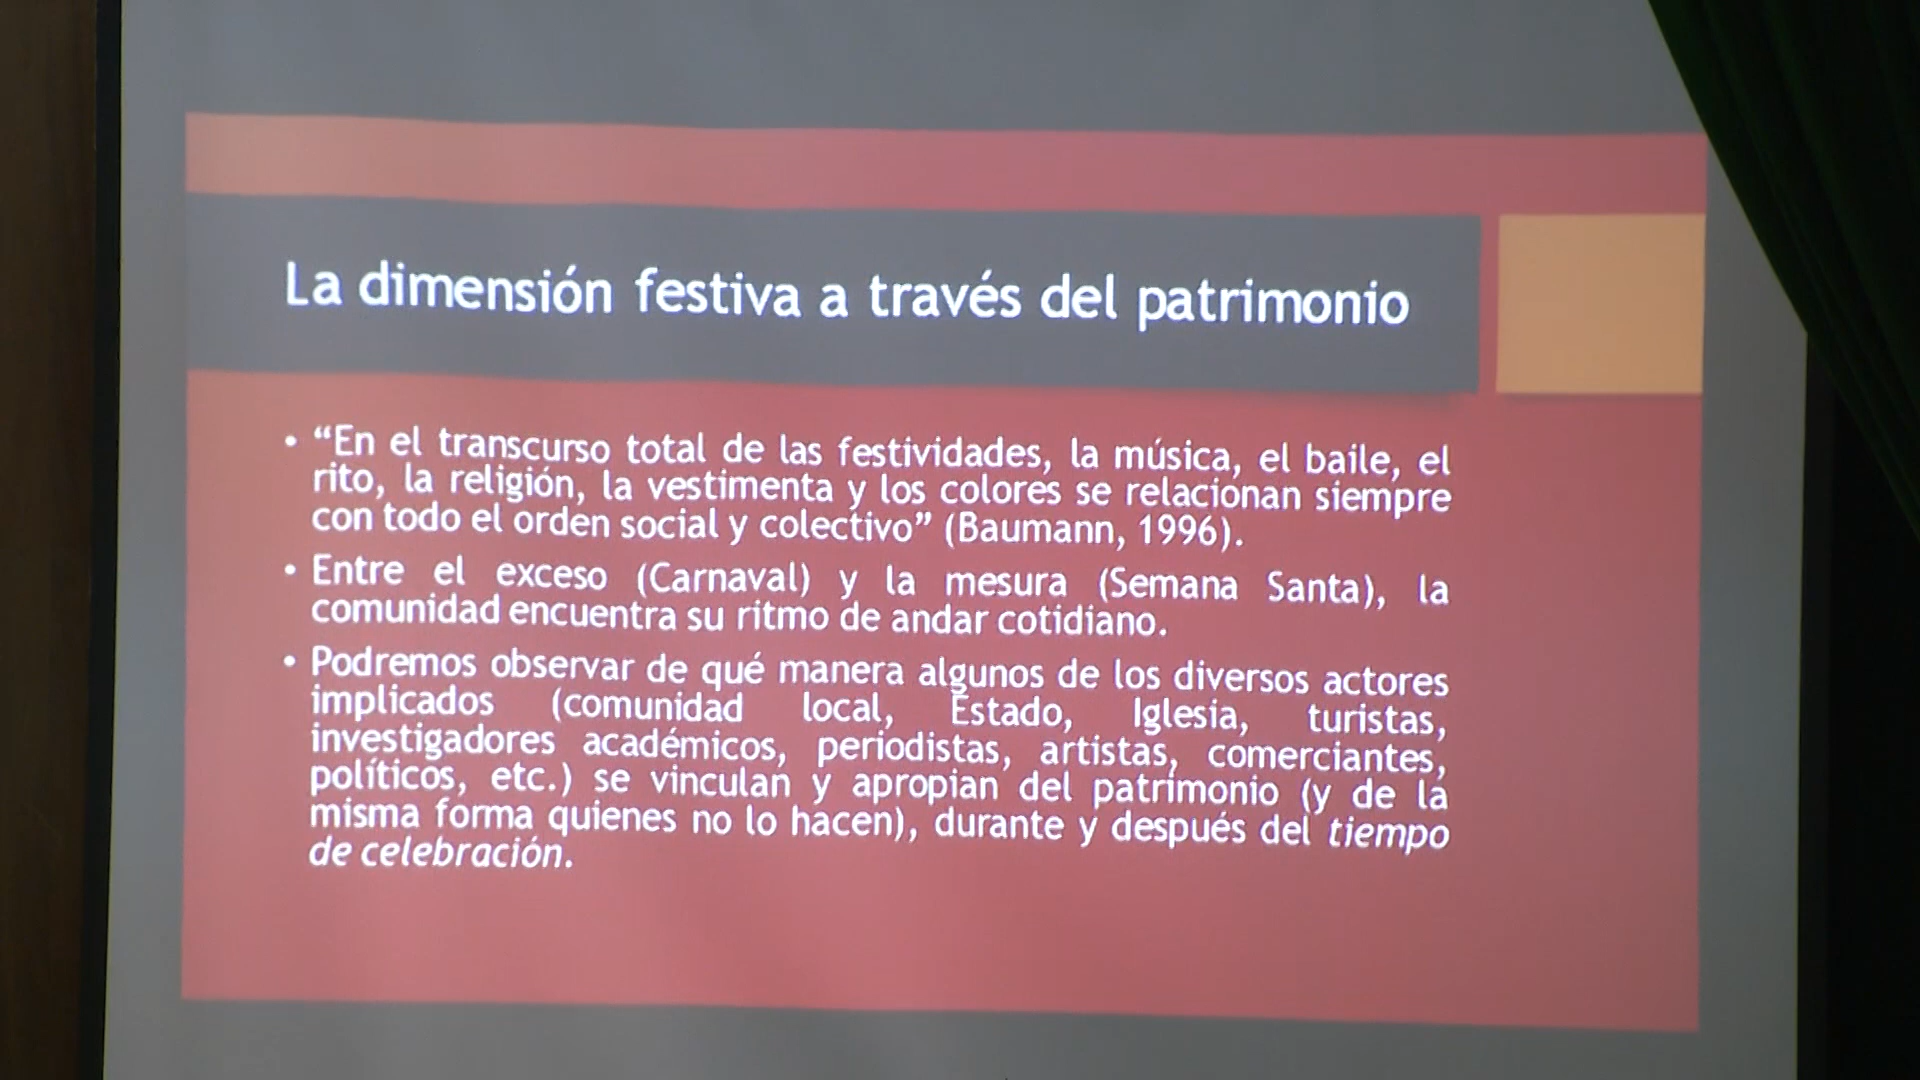 La dimensión festiva a través del patrimonio
• “En el transcurso total de las festividades, la música, el baile, el
rito, la religión, la vestimenta y los colores se relacionan siempre
con todo el orden social y colectivo” (Baumann, 1996).
• Entre el exceso (Carnaval) y la mesura (Semana Santa), la
comunidad encuentra su ritmo de andar cotidiano.
• Podremos observar de qué manera algunos de los diversos actores
implicados (comunidad local, Estado, Iglesia, turistas,
investigadores académicos, periodistas, artistas, comerciantes,
políticos, etc.) se vinculan y apropian del patrimonio (y de la
misma forma quienes no lo hacen), durante y después del tiempo
de celebración.